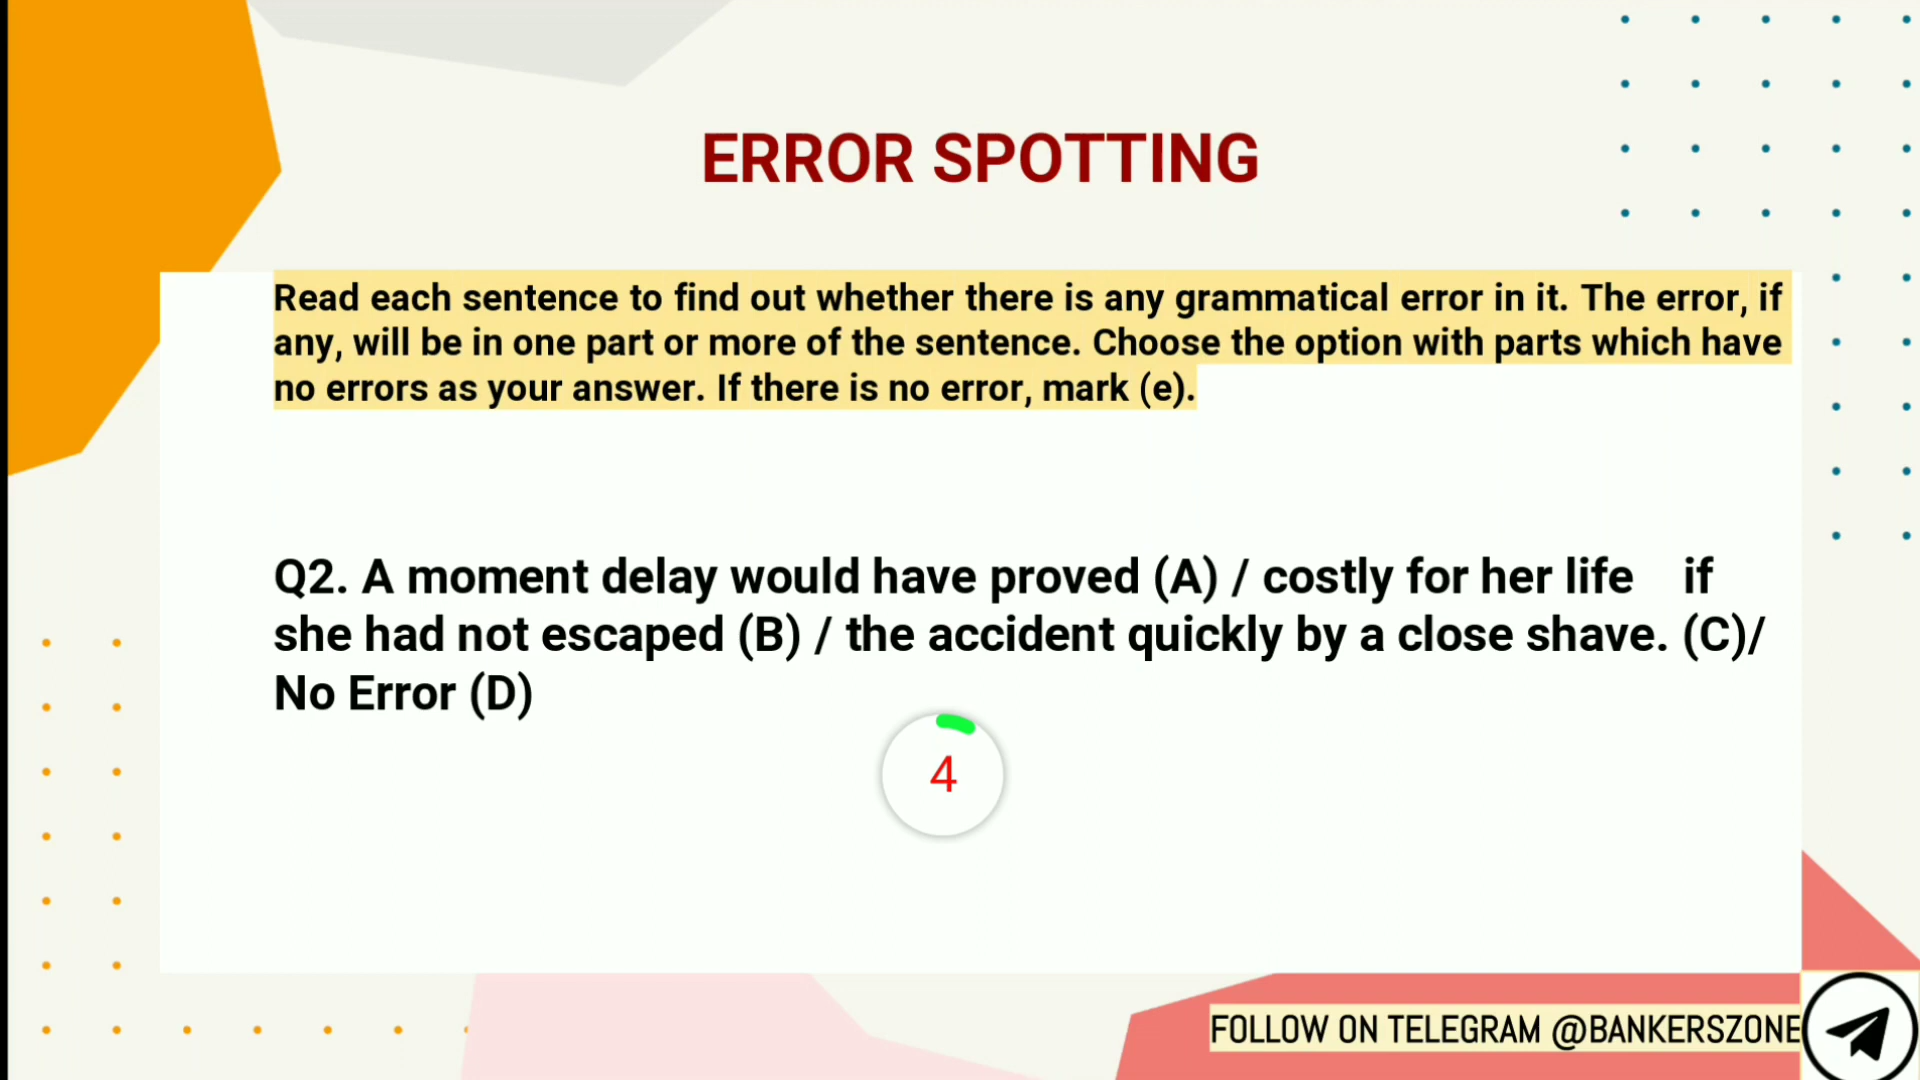 ERROR SPOTTING
Read each sentence to find out whether there is any grammatical error in it. The error, if
any, will be in one part or more of the sentence. Choose the option with parts which have
no errors as your answer. If there is no error, mark (e).
Q2. A moment delay would have proved (A) / costly for her life if
she had not escaped (B) / the accident quickly by a close shave. (C)/
No Error (D)
4
FOLLOW ON TELEGRAM @BANKERSZONE